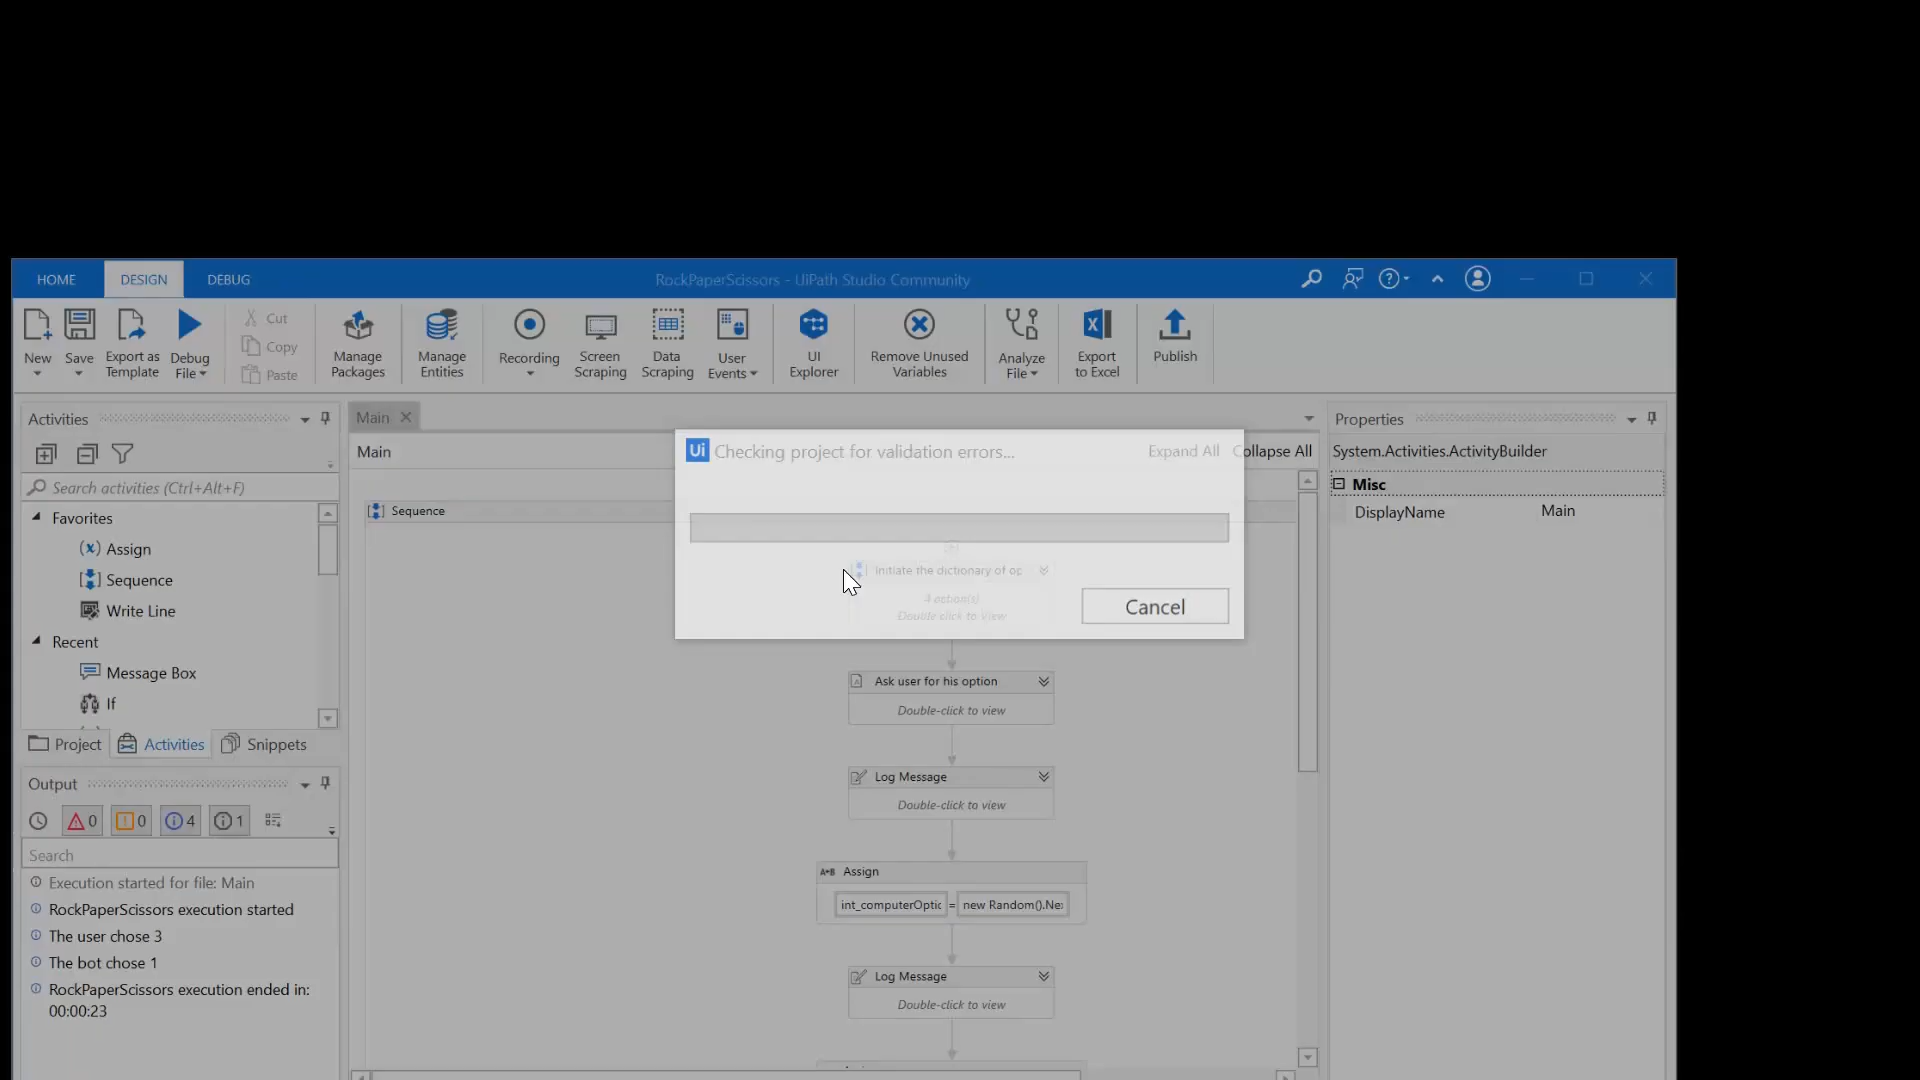 HOME DESIGN DEBUG RockPaperScissors - UiPath Studio Community
New Save Export as Template Debug File Cut Copy Paste Manage Packages Manage Entities Recording Screen Scraping Data Scraping User Events UI Explorer Remove Unused Variables Analyze File Export to Excel Publish
Activities
Search activities (Ctrl+Alt+F)
Favorites
Assign
Sequence
Write Line
Recent
Message Box
If
Project Activities Snippets
Output
0 0 4 1
Search
Execution started for file: Main
RockPaperScissors execution started
The user chose 3
The bot chose 1
RockPaperScissors execution ended in:
00:00:23
Main
Main Expand All Collapse All
Ui Checking project for validation errors...
Sequence
Initiate the dictionary of op
4 action(s)
Double click to View
Cancel
Ask user for his option
Double-click to view
Log Message
Double-click to view
A+B Assign
int_computerOptic = new Random().Ne
Log Message
Double-click to view
Properties
System.Activities.ActivityBuilder
Misc
DisplayName Main